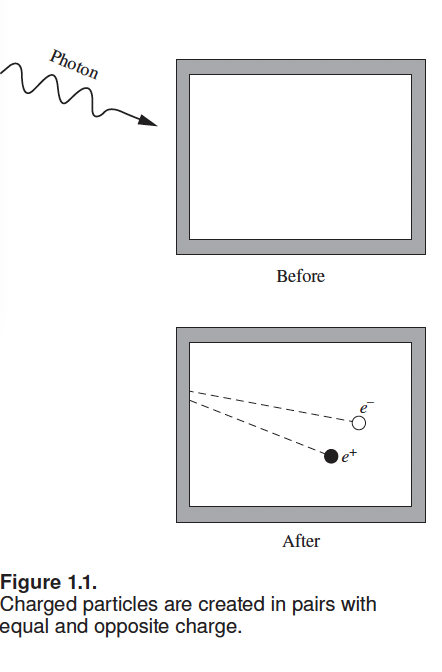 Photon
Before
e⁻
e⁺
After
Figure 1.1.
Charged particles are created in pairs with
equal and opposite charge.